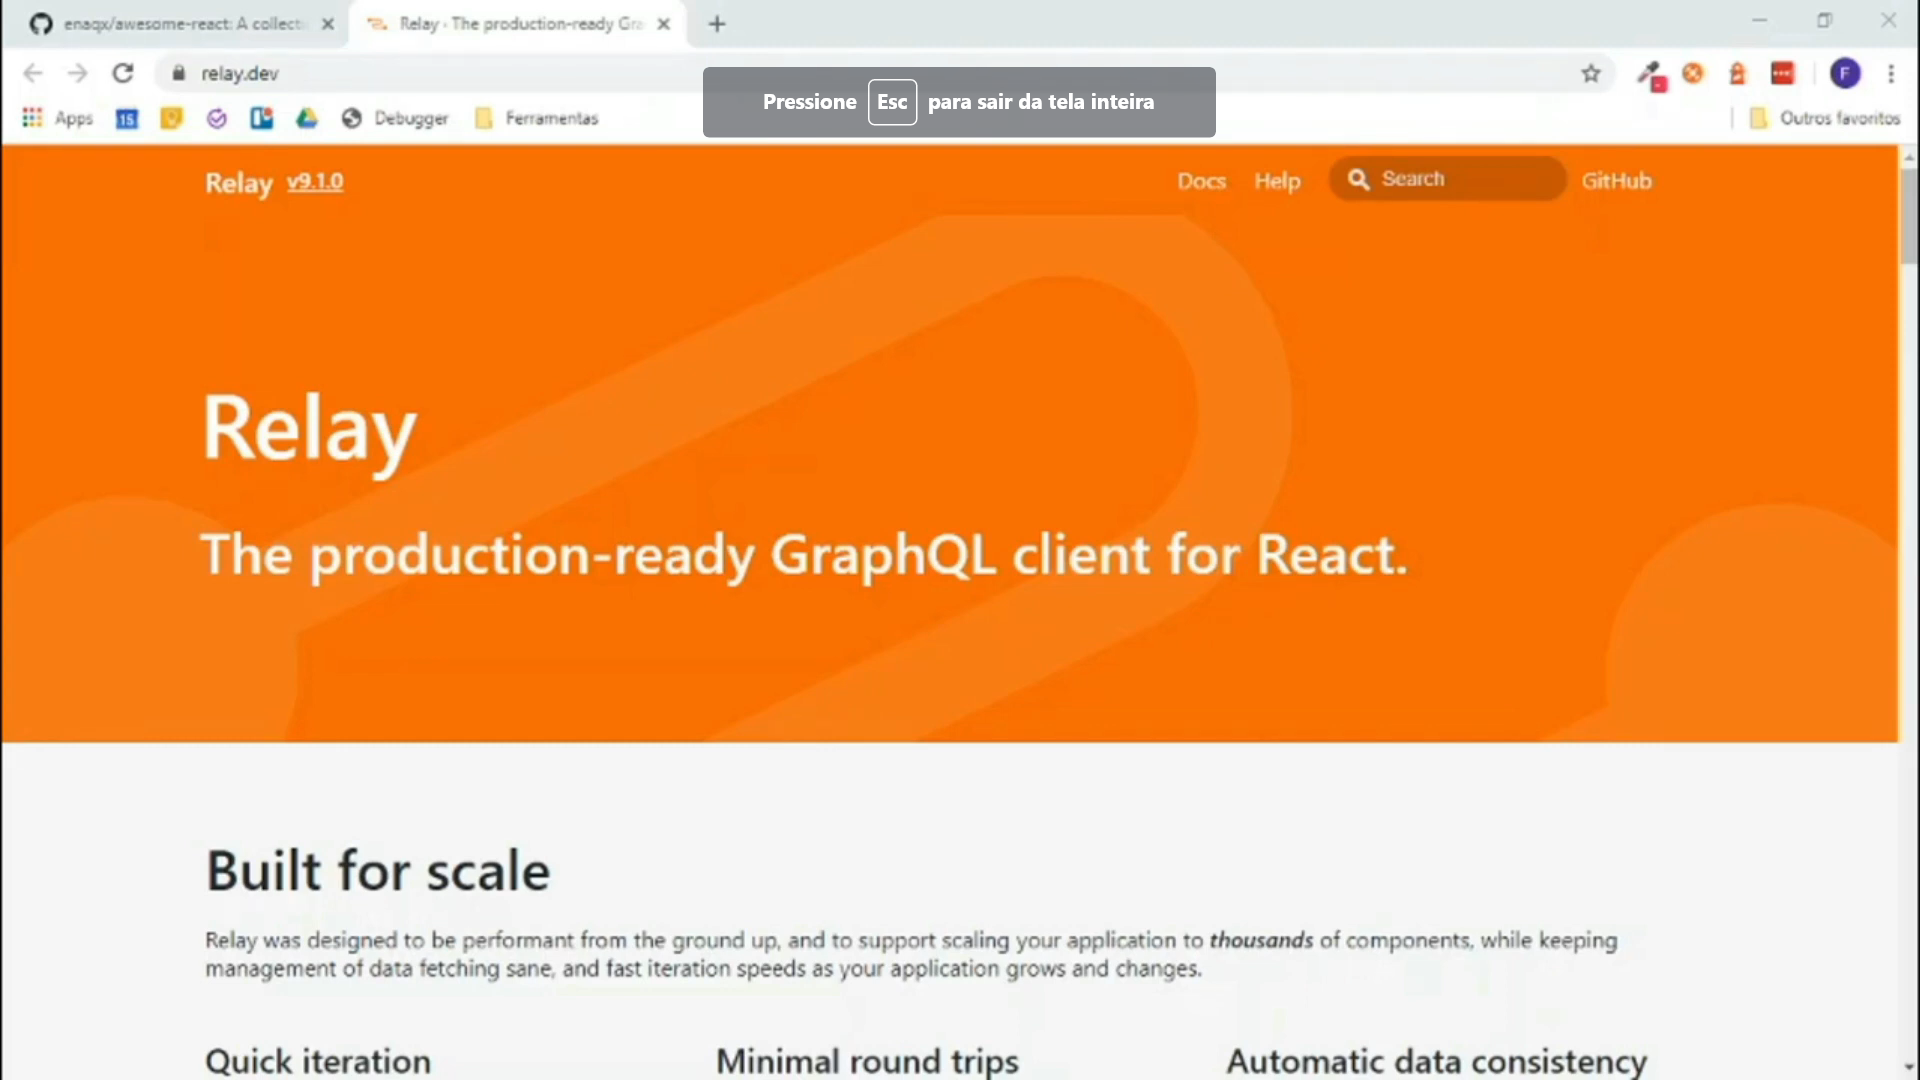 enaqx/awesome-react: A collect
Relay · The production-ready Gra
relay.dev
Pressione Esc para sair da tela inteira
F
Apps
15
Debugger
Ferramentas
Outros favoritos
Relay v9.1.0
Docs
Help
Search
GitHub
Relay
The production-ready GraphQL client for React.
Built for scale
Relay was designed to be performant from the ground up, and to support scaling your application to thousands of components, while keeping
management of data fetching sane, and fast iteration speeds as your application grows and changes.
Quick iteration
Minimal round trips
Automatic data consistency